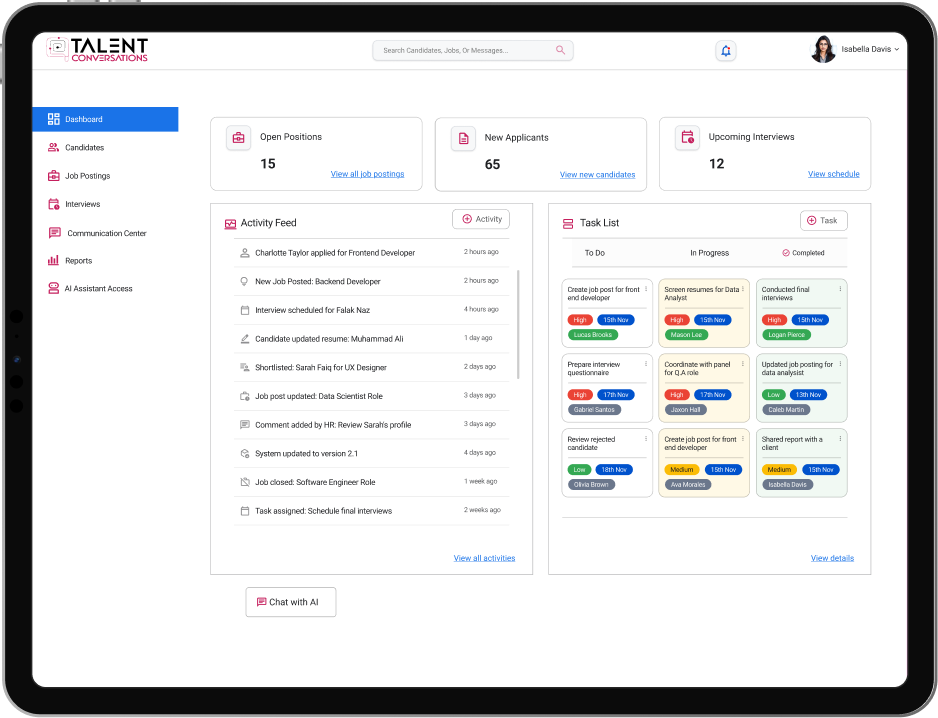 TALENT
CONVERSATIONS
Search Candidates, Jobs, Or Messages...
Isabella Davis
Dashboard
Candidates
Job Postings
Interviews
Communication Center
Reports
AI Assistant Access
Open Positions
15
View all job postings
New Applicants
65
View new candidates
Upcoming Interviews
12
View schedule
Activity Feed
Activity
Charlotte Taylor applied for Frontend Developer 2 hours ago
New Job Posted: Backend Developer 2 hours ago
Interview scheduled for Falak Naz 4 hours ago
Candidate updated resume: Muhammad Ali 1 day ago
Shortlisted: Sarah Faiq for UX Designer 2 days ago
Job post updated: Data Scientist Role 3 days ago
Comment added by HR: Review Sarah's profile 3 days ago
System updated to version 2.1 4 days ago
Job closed: Software Engineer Role 1 week ago
Task assigned: Schedule final interviews 2 weeks ago
View all activities
Task List
Task
To Do In Progress Completed
Create job post for front
end developer
High 15th Nov
Lucas Brooks
Screen resumes for Data
Analyst
High 15th Nov
Mason Lee
Conducted final
interviews
High 15th Nov
Logan Pierce
Prepare interview
questionnaire
High 17th Nov
Gabriel Santos
Coordinate with panel
for Q.A role
High 17th Nov
Jaxon Hall
Updated job posting for
data analysist
Low 13th Nov
Caleb Martin
Review rejected
candidate
Low 18th Nov
Olivia Brown
Create job post for front
end developer
Medium 15th Nov
Ava Morales
Shared report with a
client
Medium 15th Nov
Isabella Davis
View details
Chat with AI